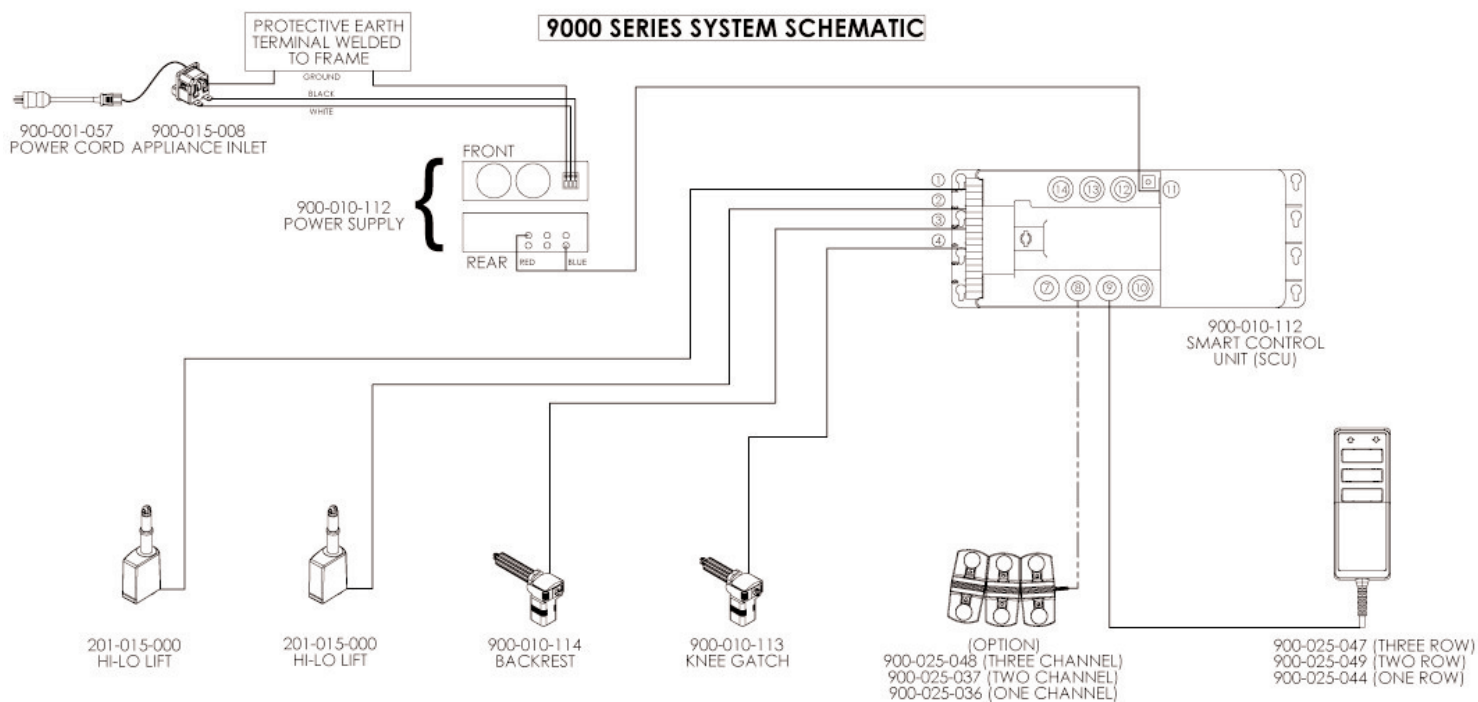 9000 SERIES SYSTEM SCHEMATIC
PROTECTIVE EARTH
TERMINAL WELDED
TO FRAME
GROUND
BLACK
WHITE
900-001-057
POWER CORD
900-015-008
APPLIANCE INLET
FRONT
900-010-112
POWER SUPPLY
REAR
RED
BLUE
1
2
3
4
14
13
12
11
7
8
9
10
900-010-112
SMART CONTROL
UNIT (SCU)
201-015-000
HI-LO LIFT
201-015-000
HI-LO LIFT
900-010-114
BACKREST
900-010-113
KNEE GATCH
(OPTION)
900-025-048 (THREE CHANNEL)
900-025-037 (TWO CHANNEL)
900-025-036 (ONE CHANNEL)
900-025-047 (THREE ROW)
900-025-049 (TWO ROW)
900-025-044 (ONE ROW)